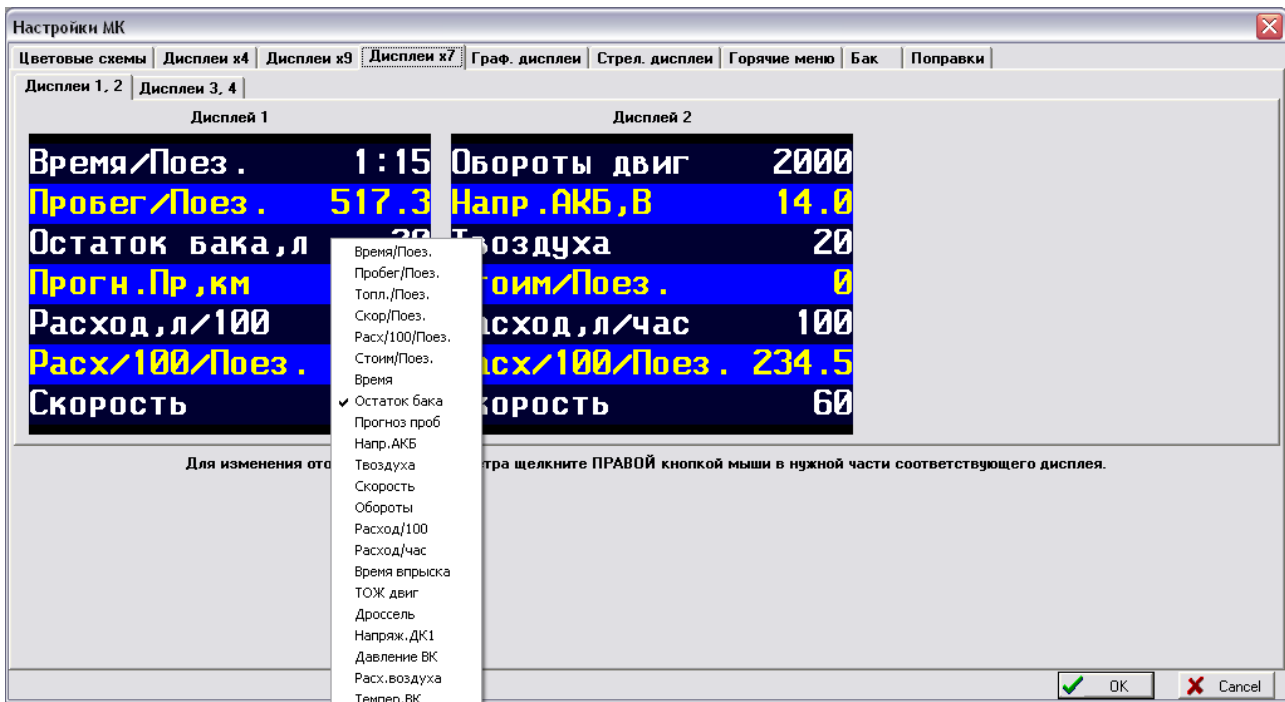 Настройки МК
Цветовые схемы Дисплеи x4 Дисплеи x9 Дисплеи x7 Граф. дисплеи Стрел. дисплеи Горячие меню Бак Поправки
Дисплеи 1, 2 Дисплеи 3, 4
Дисплей 1 Дисплей 2
Время/Поез. 1:15 Обороты двиг 2000
Пробег/Поез. 517.3 Напр.АКБ,В 14.0
Остаток бака,л Твоздуха 20
Прогн.Пр,км тоим/Поез. 0
Расход,л/100 асход,л/час 100
Расх/100/Поез. асх/100/Поез. 234.5
Скорость корость 60
Время/Поез.
Пробег/Поез.
Топл./Поез.
Скор/Поез.
Расх/100/Поез.
Стоим/Поез.
Время
Остаток бака
Прогноз проб
Напр.АКБ
Твоздуха
Скорость
Обороты
Расход/100
Расход/час
Время впрыска
ТОЖ двиг
Дроссель
Напряж.ДК1
Давление ВК
Расх.воздуха
Темпер.ВК
Для изменения ото тра щелкните ПРАВОЙ кнопкой мыши в нужной части соответствующего дисплея.
OK Cancel